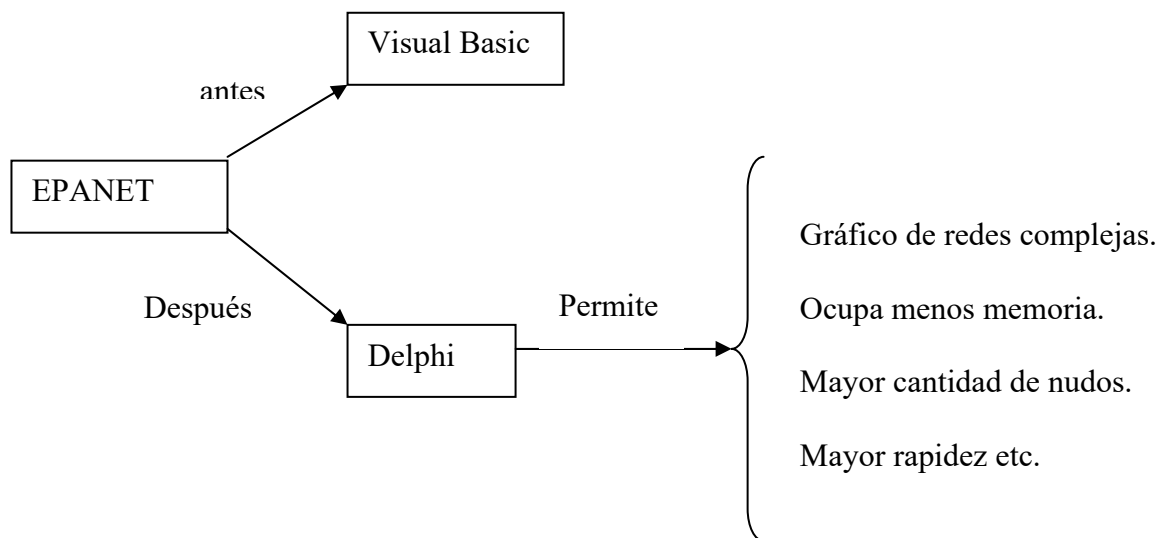 Visual Basic
antes
EPANET
Después
Permite
Delphi
Gráfico de redes complejas.
Ocupa menos memoria.
Mayor cantidad de nudos.
Mayor rapidez etc.